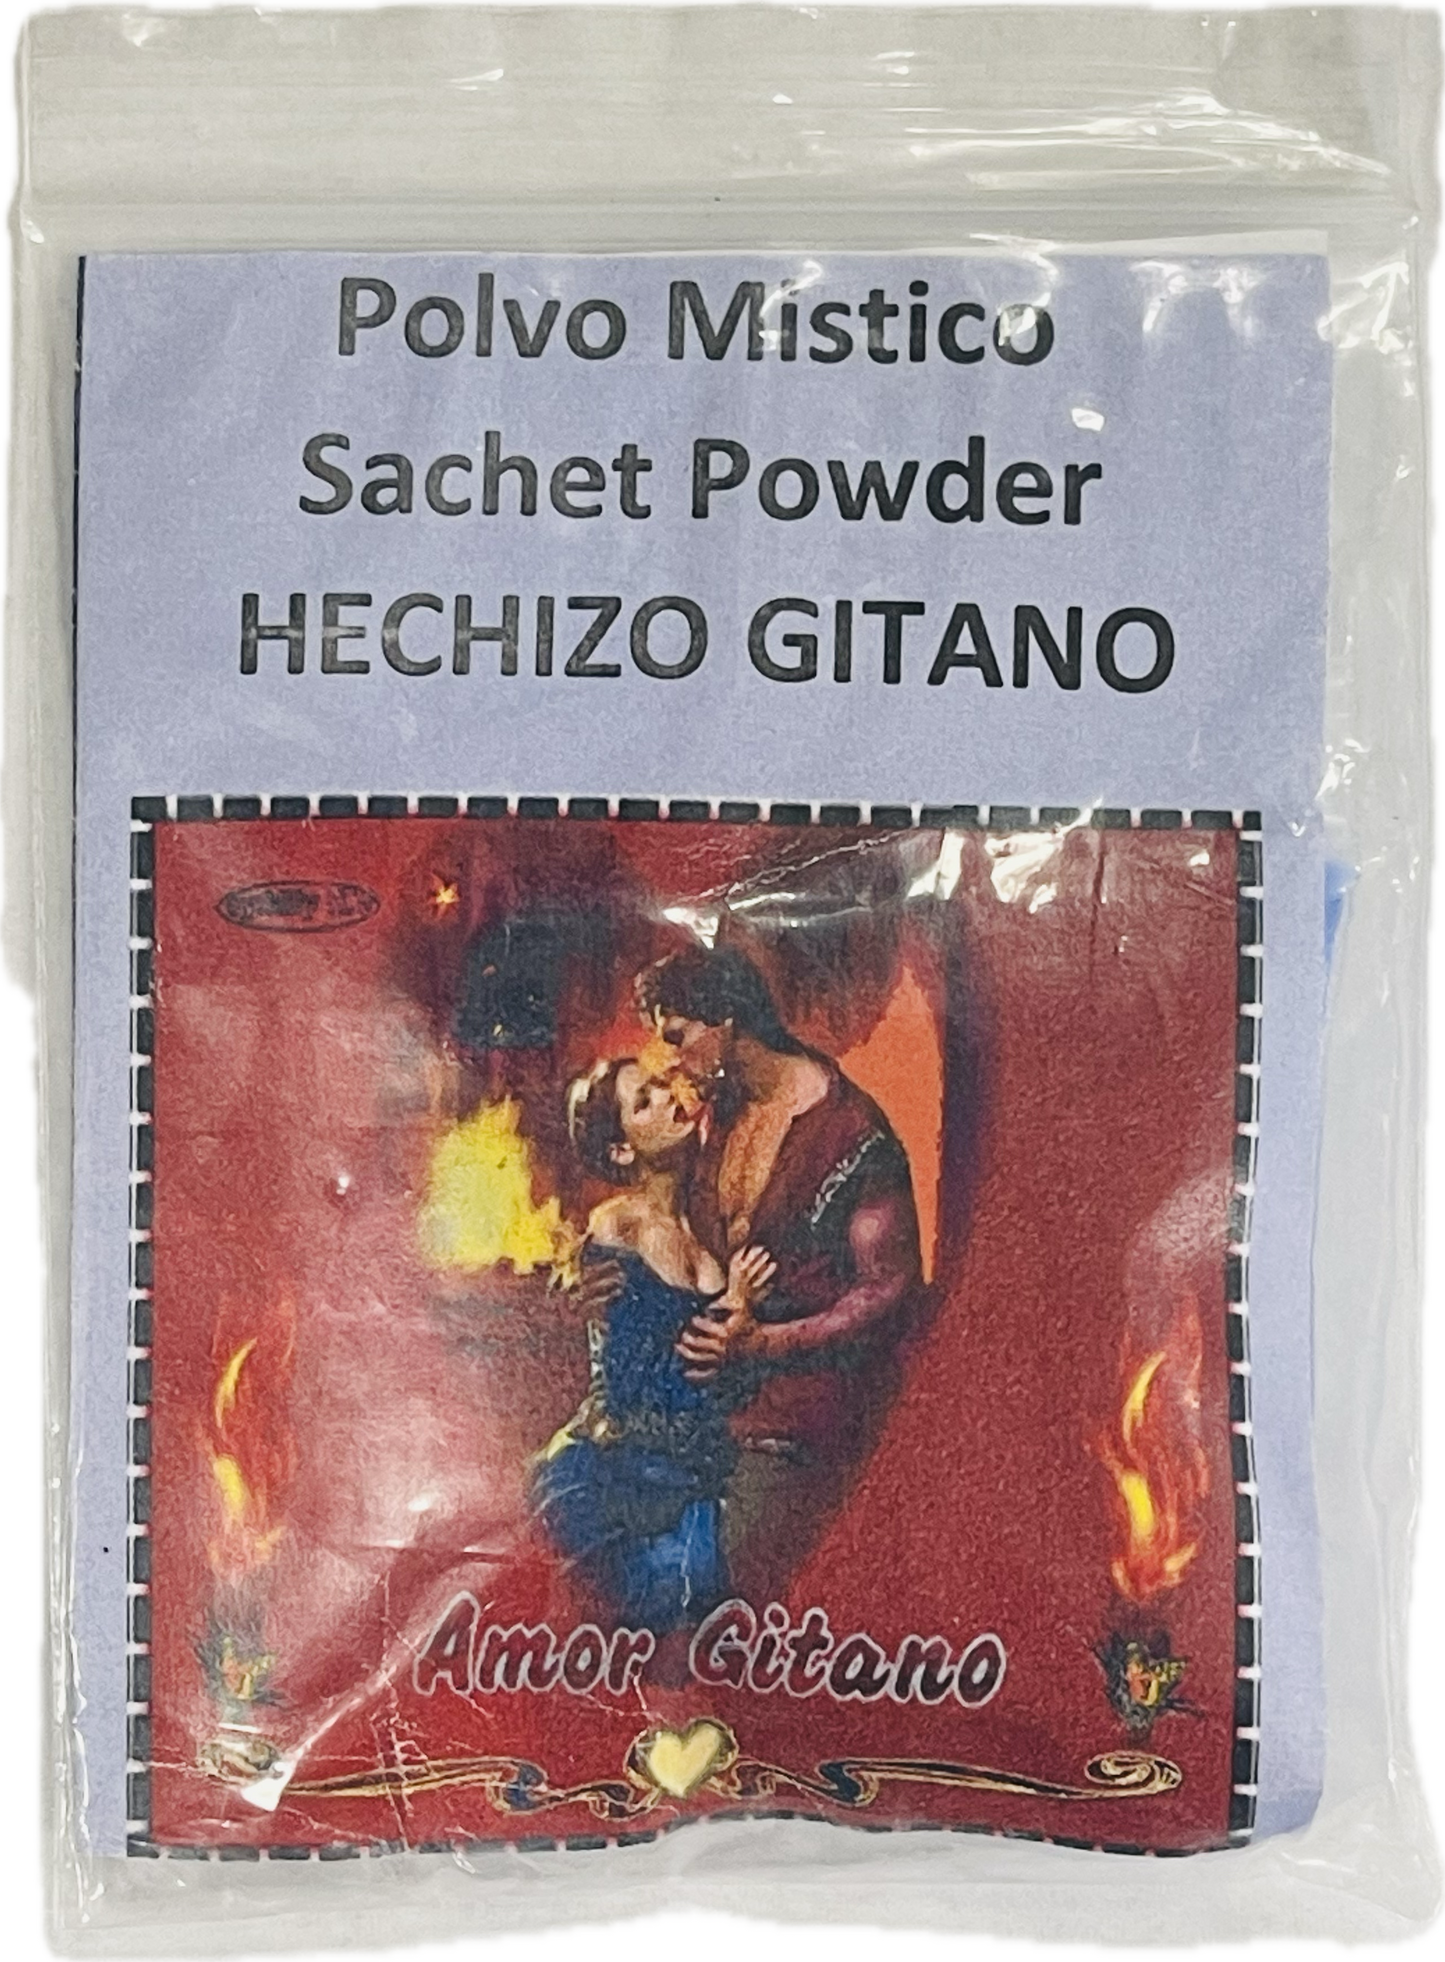 Polvo Mistico
Sachet Powder
HECHIZO GITANO
Amor Gitano